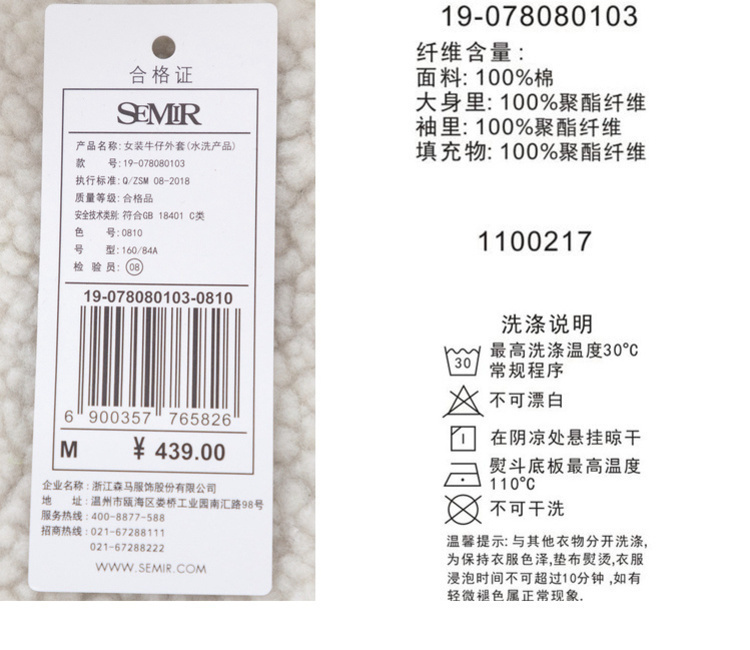 合格证
SEMIR
产品名称:女装牛仔外套(水洗产品)
款 号:19-078080103
执行标准:Q/ZSM 08-2018
质量等级:合格品
安全技术类别:符合GB 18401 C类
色 号:0810
号 型:160/84A
检 验 员:08
19-078080103-0810
6 900357 765826
M ¥ 439.00
企业名称:浙江森马服饰股份有限公司
地 址:温州市瓯海区娄桥工业园南汇路98号
服务热线:400-8877-588
招商热线:021-67288111
021-67288222
WWW.SEMIR.COM
19-078080103
纤维含量:
面料: 100%棉
大身里: 100%聚酯纤维
袖里: 100%聚酯纤维
填充物: 100%聚酯纤维
1100217
洗涤说明
30
最高洗涤温度30℃
常规程序
不可漂白
在阴凉处悬挂晾干
熨斗底板最高温度
110℃
不可干洗
温馨提示:与其他衣物分开洗涤,
为保持衣服色泽,垫布熨烫,衣服
浸泡时间不可超过10分钟,如有
轻微褪色属正常现象.